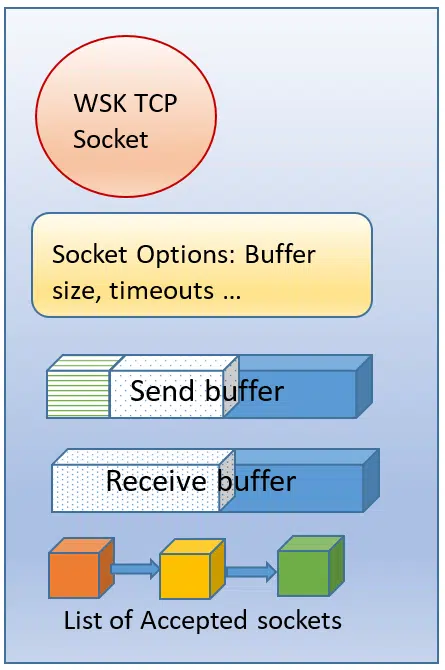 WSK TCP
Socket
Socket Options: Buffer
size, timeouts ...
Send buffer
Receive buffer
List of Accepted sockets